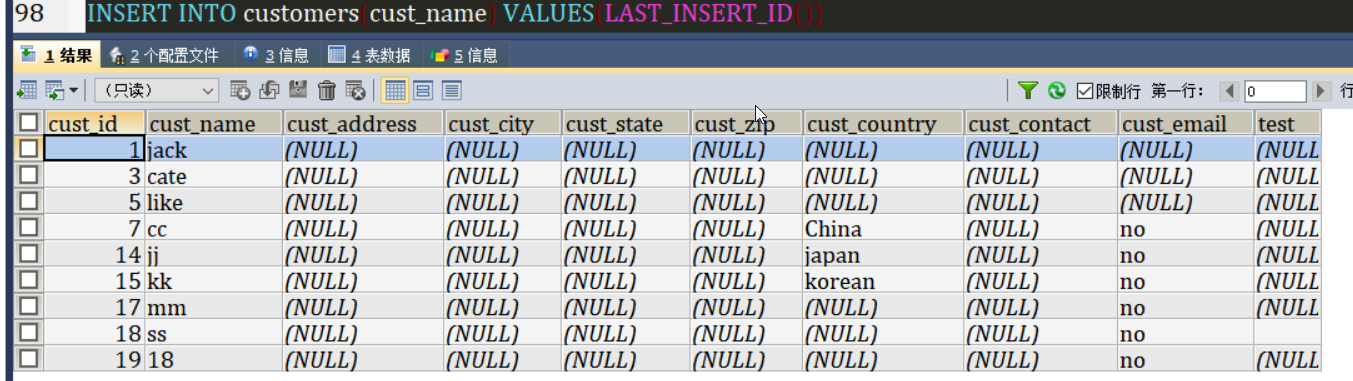 98 INSERT INTO customers(cust_name) VALUES(LAST_INSERT_ID())
1 结果 2 个配置文件 3 信息 4 表数据 5 信息
(只读) 限制行 第一行: 0 行
cust_id cust_name cust_address cust_city cust_state cust_zip cust_country cust_contact cust_email test
1 jack (NULL) (NULL) (NULL) (NULL) (NULL) (NULL) (NULL) (NULL
3 cate (NULL) (NULL) (NULL) (NULL) (NULL) (NULL) (NULL) (NULL
5 like (NULL) (NULL) (NULL) (NULL) (NULL) (NULL) (NULL) (NULL
7 cc (NULL) (NULL) (NULL) (NULL) China (NULL) no (NULL
14 jj (NULL) (NULL) (NULL) (NULL) japan (NULL) no (NULL
15 kk (NULL) (NULL) (NULL) (NULL) korean (NULL) no (NULL
17 mm (NULL) (NULL) (NULL) (NULL) (NULL) (NULL) no (NULL
18 ss (NULL) (NULL) (NULL) (NULL) (NULL) (NULL) no
19 18 (NULL) (NULL) (NULL) (NULL) (NULL) (NULL) no (NULL